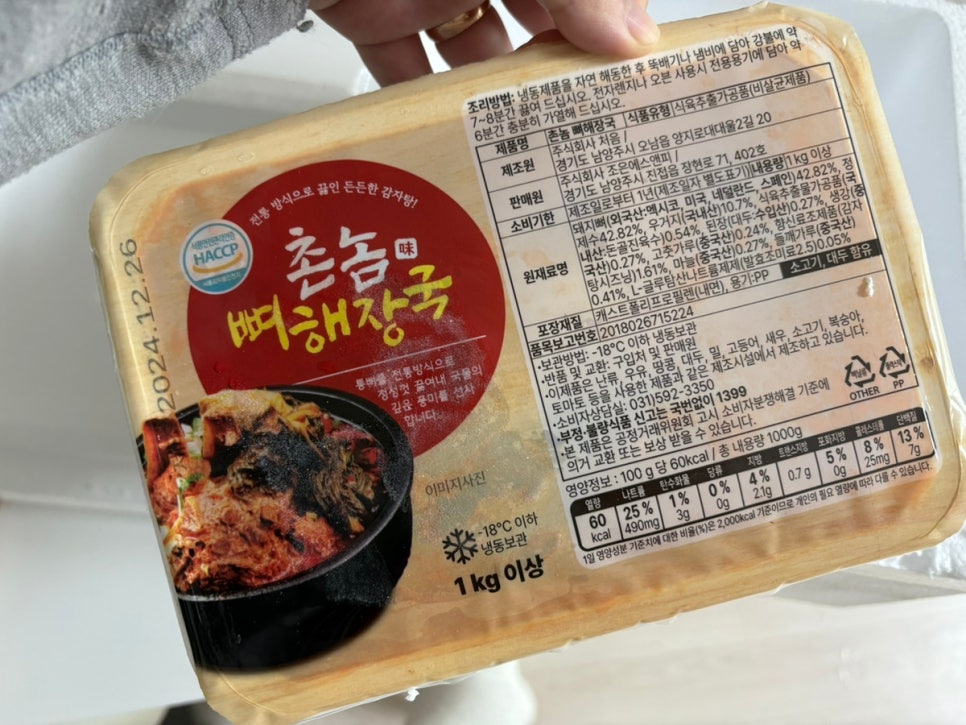 2024.12.26
식품안전관리인증
HACCP
전통 방식으로 끓인 든든한 감자탕!
촌놈 味
뼈해장국
통뼈를 전통방식으로
정성껏 끓여내 국물의
깊은 풍미를 선사
합니다.
이미지사진
-18°C 이하
냉동보관
1 kg 이상
조리방법: 냉동제품을 자연 해동한 후 뚝배기나 냄비에 담아 강불에 약
7~8분간 끓여 드십시오. 전자렌지나 오븐 사용시 전용용기에 담아 약
6분간 충분히 가열해 드십시오.
제품명 촌놈 뼈해장국 식품유형 식육추출가공품(비살균제품)
제조원 주식회사 처음 /
경기도 남양주시 오남읍 양지로대대울2길 20
판매원 주식회사 조은에스앤피 /
경기도 남양주시 진접읍 장현로 71, 402호
소비기한 제조일로부터 1년(제조일자 별도표기) 내용량 1 kg 이상
원재료명 돼지뼈(외국산:멕시코, 미국, 네덜란드, 스페인)42.82%, 정
제수42.82%, 우거지(국내산)10.7%, 식육추출물가공품(국
내산:돈골진육수)0.54%, 된장(대두:수입산)0.27%, 생강(중
국산)0.27%, 고춧가루(중국산)0.24%, 향신료조제품(감자
탕시즈닝)1.61%, 마늘(중국산)0.27%, 들깨가루(중국산)
0.41%, L-글루탐산나트륨제제(발효조미료2.5)0.05%
소고기, 대두 함유
포장재질 캐스트폴리프로필렌(내면), 용기:PP
품목보고번호 2018026715224
·보관방법: -18°C 이하 냉동보관
·반품 및 교환: 구입처 및 판매원
·이제품은 난류, 우유, 땅콩, 대두, 밀, 고등어, 새우, 소고기, 복숭아,
토마토 등을 사용한 제품과 같은 제조시설에서 제조하고 있습니다.
·소비자상담실: 031)592-3350
·부정·불량식품 신고는 국번없이 1399
·본 제품은 공정거래위원회 고시 소비자분쟁해결 기준에
의거 교환 또는 보상 받을 수 있습니다.
OTHER PP
영양정보 : 100 g 당 60kcal / 총 내용량 1000g
열량 나트륨 탄수화물 당류 지방 트랜스지방 포화지방 콜레스테롤 단백질
60 25 % 1 % 0 % 4 % 0.7 g 5 % 8 % 13 %
kcal 490mg 3g 0g 2.1g 0g 25mg 7g
1일 영양성분 기준치에 대한 비율(%)은 2,000kcal 기준이므로 개인의 필요 열량에 따라 다를 수 있습니다.